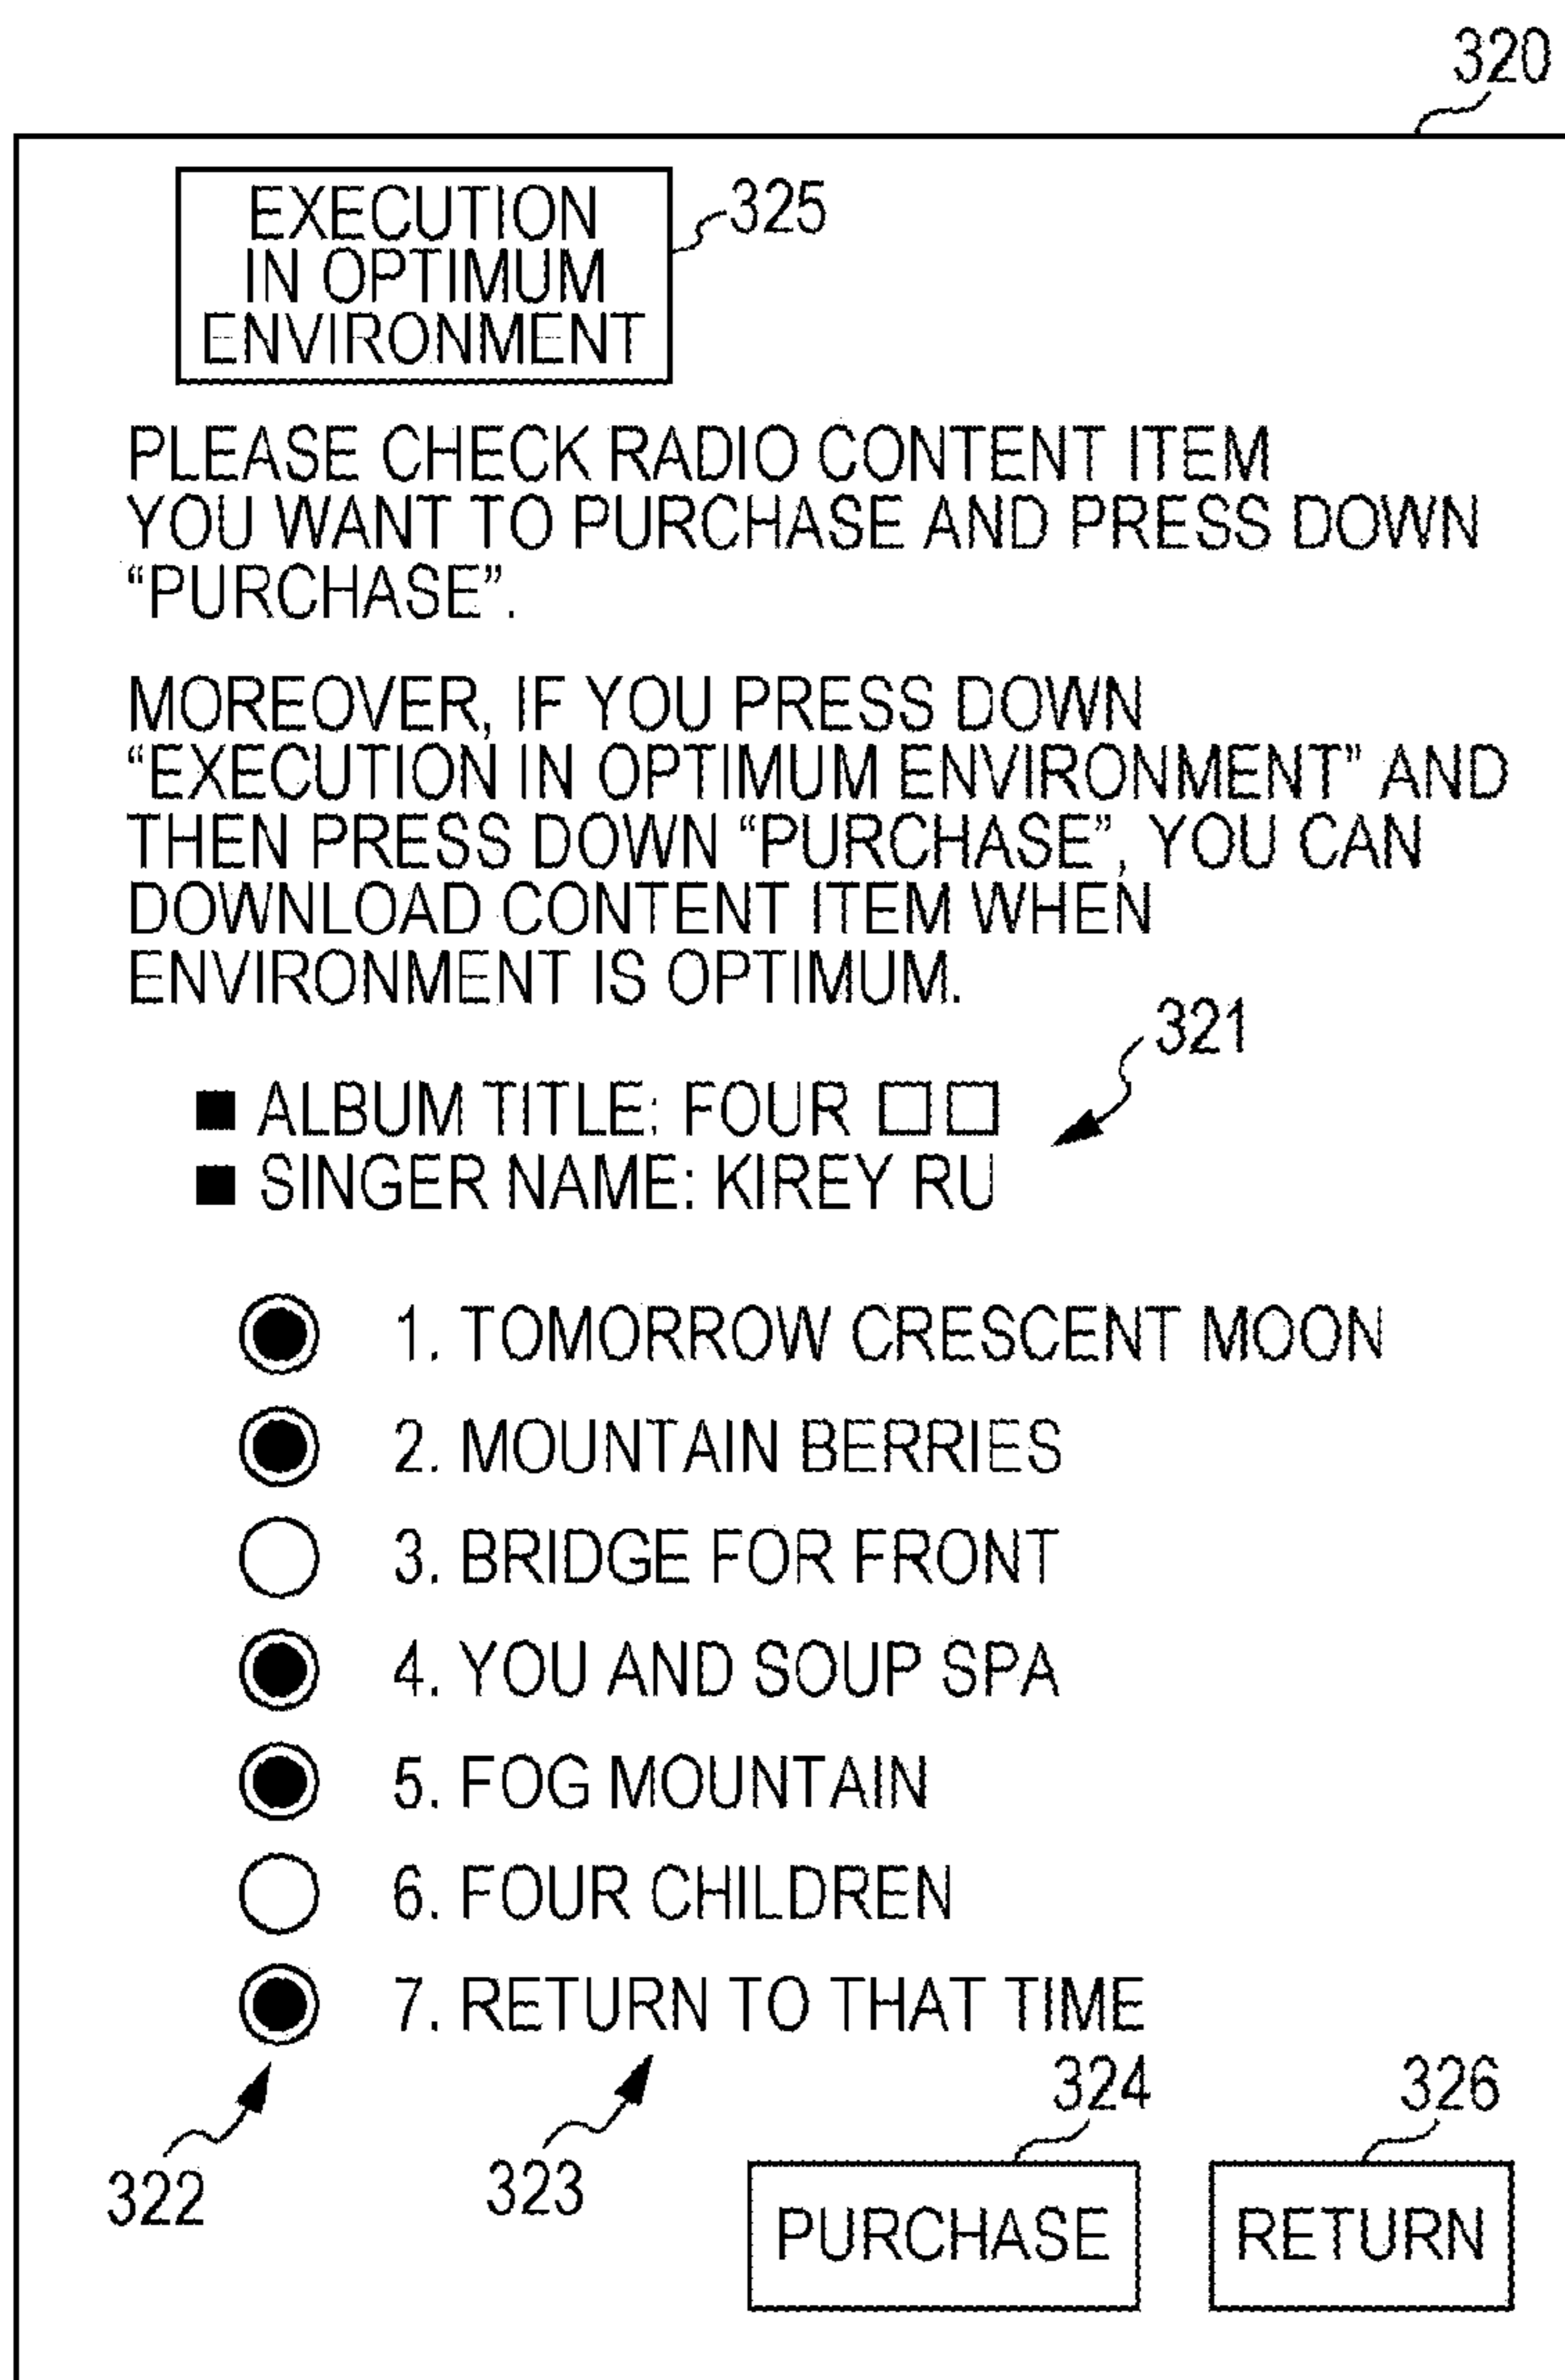 320
EXECUTION
IN OPTIMUM
ENVIRONMENT
325
PLEASE CHECK RADIO CONTENT ITEM
YOU WANT TO PURCHASE AND PRESS DOWN
“PURCHASE”.
MOREOVER, IF YOU PRESS DOWN
“EXECUTION IN OPTIMUM ENVIRONMENT” AND
THEN PRESS DOWN “PURCHASE”, YOU CAN
DOWNLOAD CONTENT ITEM WHEN
ENVIRONMENT IS OPTIMUM.
321
■ ALBUM TITLE: FOUR □□
■ SINGER NAME: KIREY RU
1. TOMORROW CRESCENT MOON
2. MOUNTAIN BERRIES
3. BRIDGE FOR FRONT
4. YOU AND SOUP SPA
5. FOG MOUNTAIN
6. FOUR CHILDREN
7. RETURN TO THAT TIME
322
323
324
326
PURCHASE
RETURN